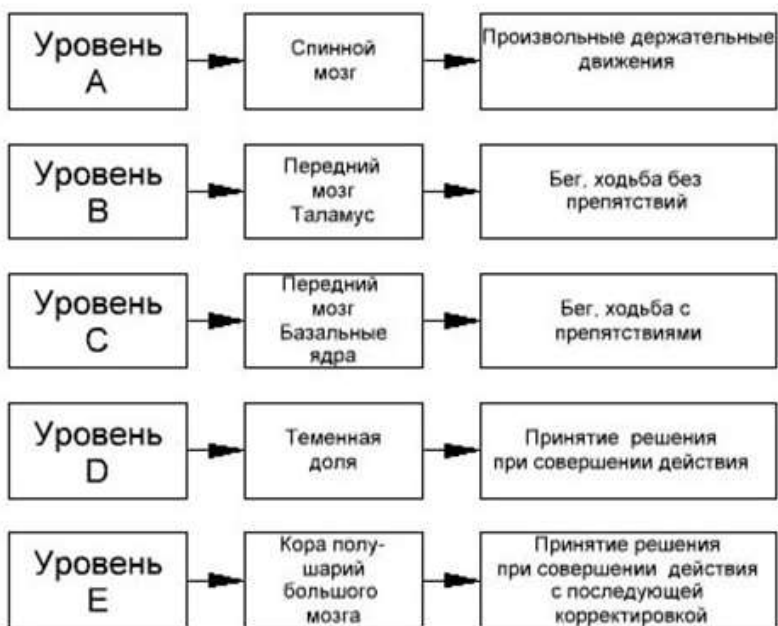 Уровень
A
Спинной
мозг
Произвольные держательные
движения
Уровень
B
Передний
мозг
Таламус
Бег, ходьба без
препятствий
Уровень
C
Передний
мозг
Базальные
ядра
Бег, ходьба с
препятствиями
Уровень
D
Теменная
доля
Принятие решения
при совершении действия
Уровень
E
Кора полу-
шарий
большого
мозга
Принятие решения
при совершении действия
с последующей
корректировкой